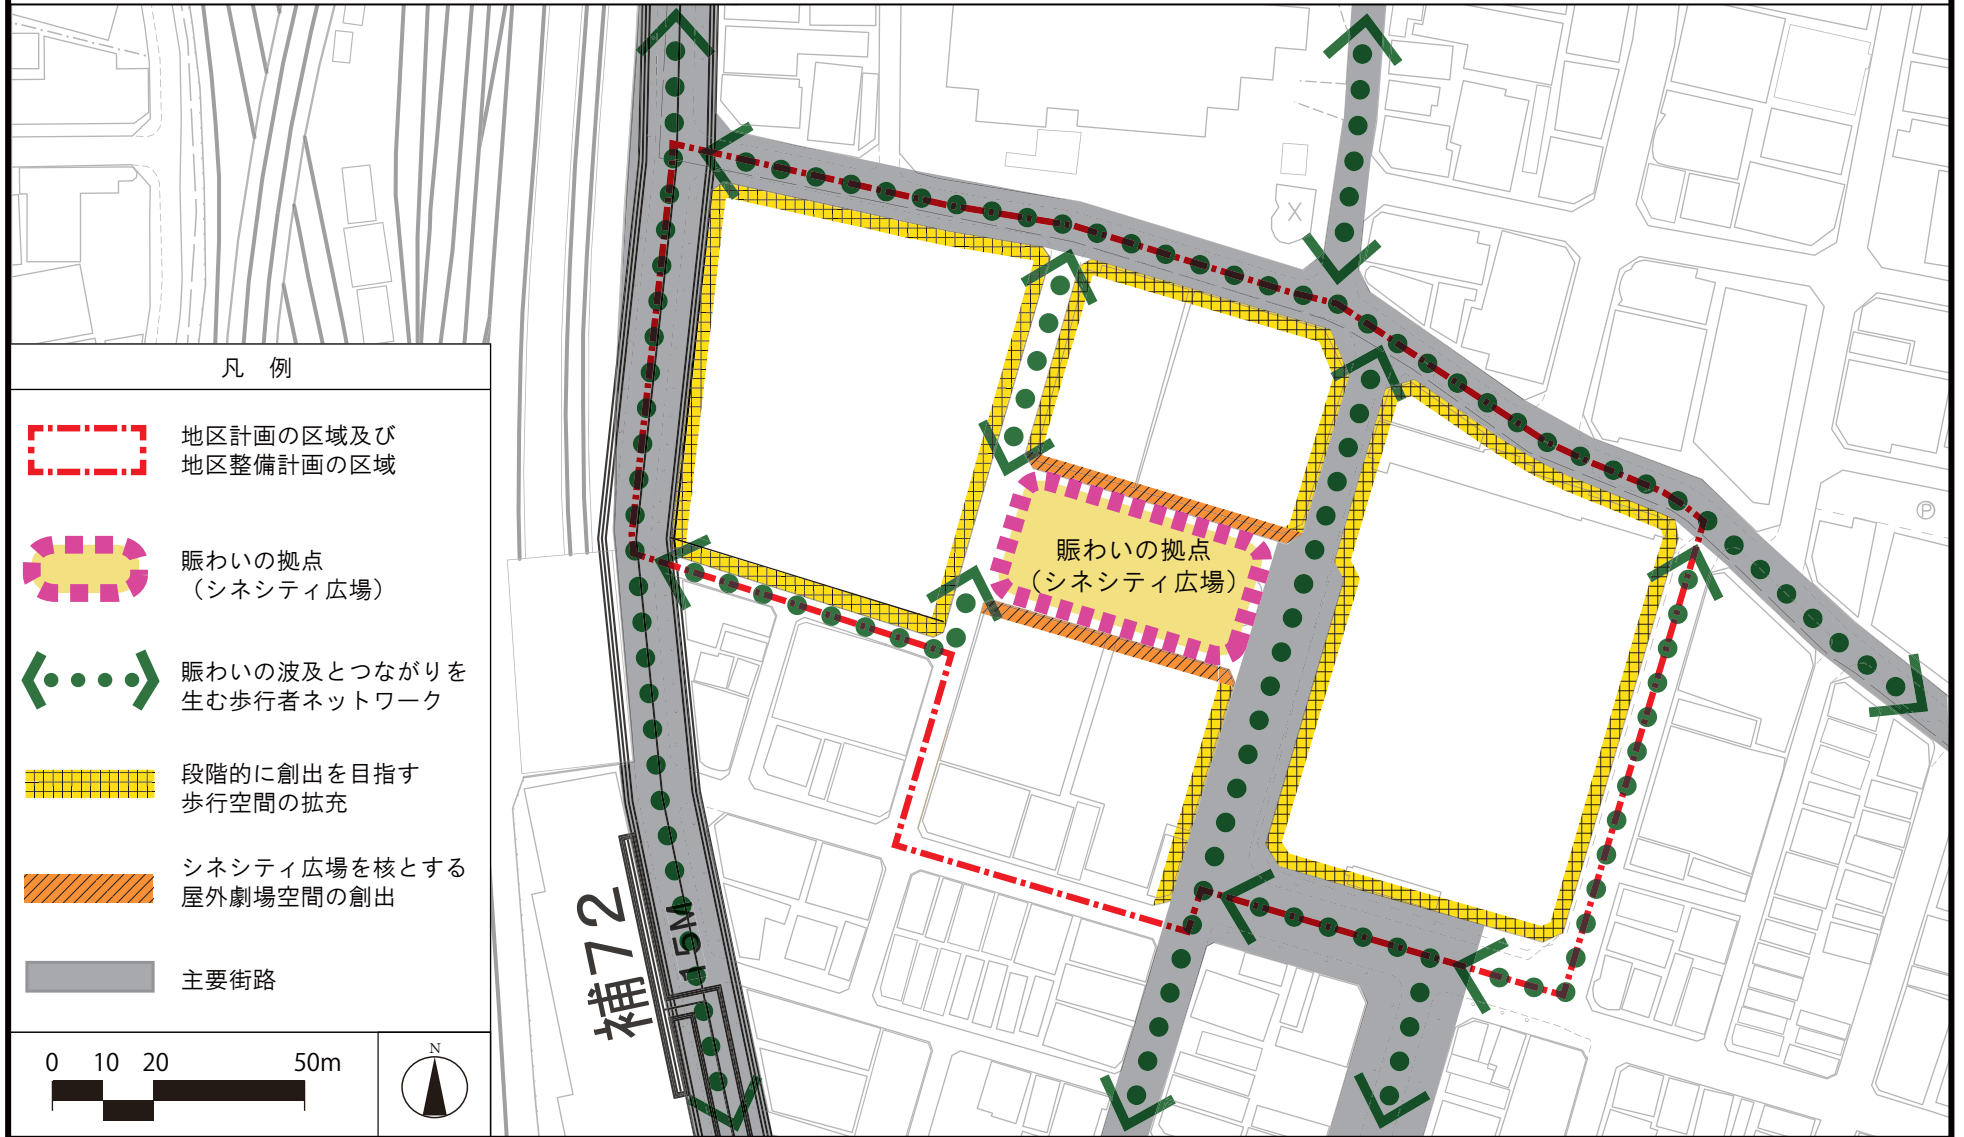 凡 例
地区計画の区域及び
地区整備計画の区域
賑わいの拠点
（シネシティ広場）
賑わいの波及とつながりを
生む歩行者ネットワーク
段階的に創出を目指す
歩行空間の拡充
シネシティ広場を核とする
屋外劇場空間の創出
主要街路
0 10 20 50m
N
賑わいの拠点
（シネシティ広場）
補72
15M
P